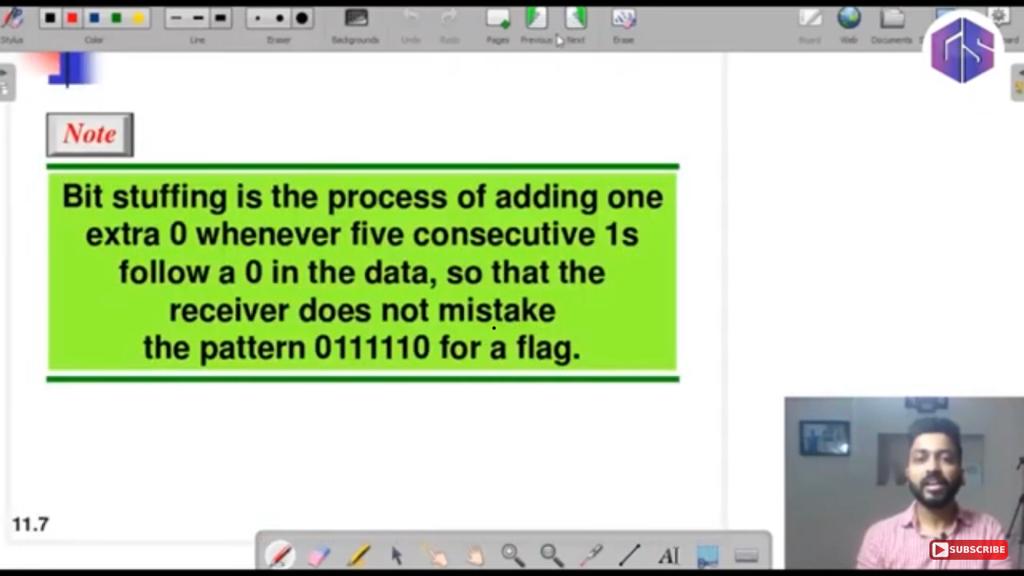 Stylus
Color
Line
Eraser
Backgrounds
Undo
Redo
Pages
Previous
Next
Erase
Board
Web
Documents
GS
Note
Bit stuffing is the process of adding one
extra 0 whenever five consecutive 1s
follow a 0 in the data, so that the
receiver does not mistake
the pattern 0111110 for a flag.
11.7
AI
SUBSCRIBE